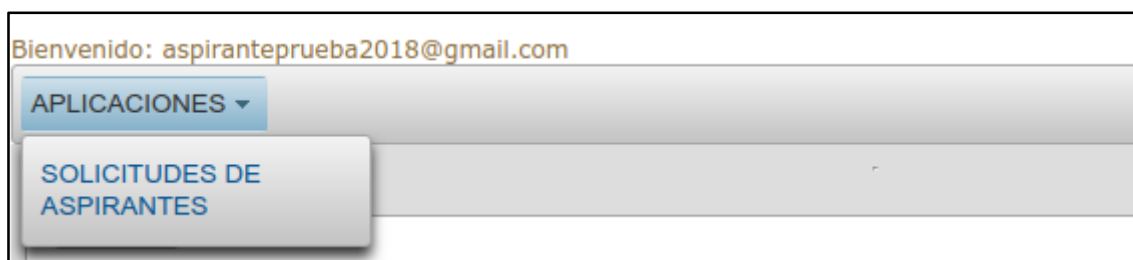 Bienvenido: aspiranteprueba2018@gmail.com
APLICACIONES
SOLICITUDES DE
ASPIRANTES